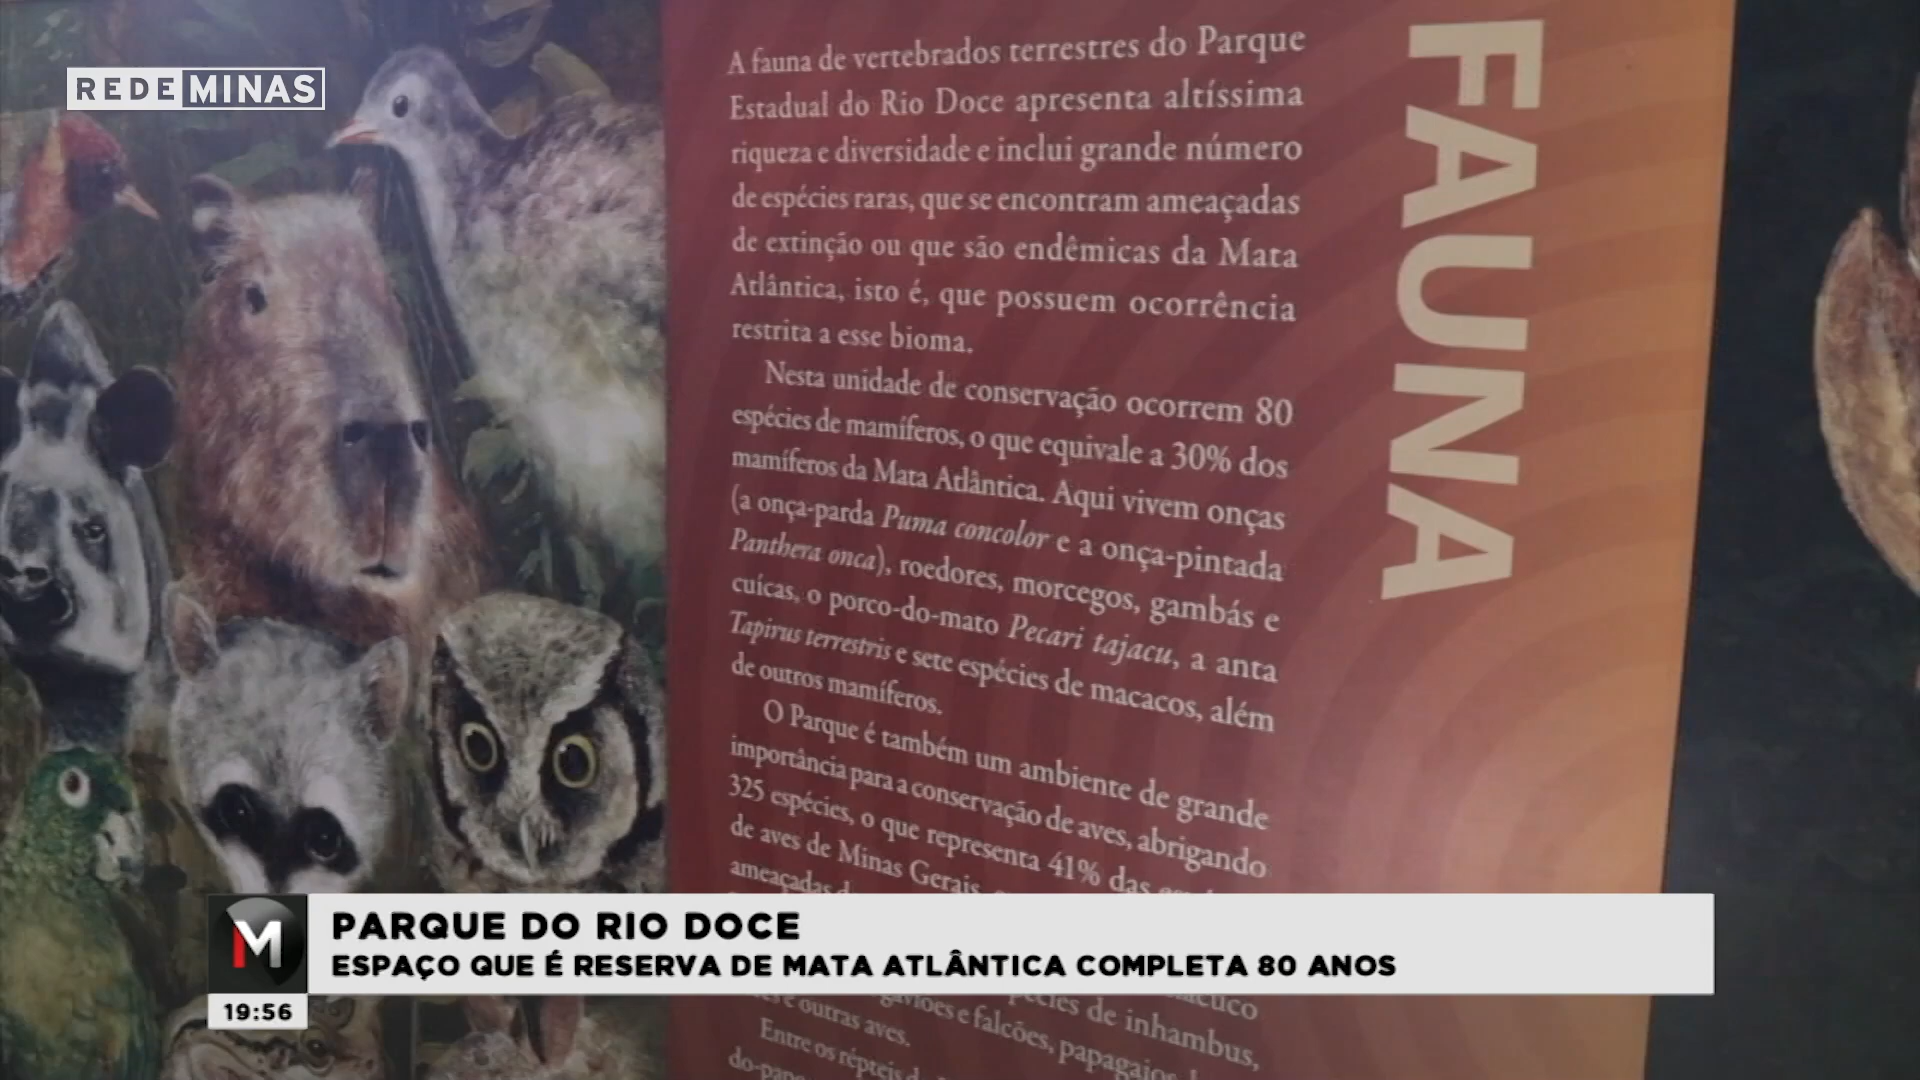 REDE MINAS
FAUNA
A fauna de vertebrados terrestres do Parque
Estadual do Rio Doce apresenta altíssima
riqueza e diversidade e inclui grande número
de espécies raras, que se encontram ameaçadas
de extinção ou que são endêmicas da Mata
Atlântica, isto é, que possuem ocorrência
restrita a esse bioma.
Nesta unidade de conservação ocorrem 80
espécies de mamíferos, o que equivale a 30% dos
mamíferos da Mata Atlântica. Aqui vivem onças
(a onça-parda Puma concolor e a onça-pintada
Panthera onca), roedores, morcegos, gambás e
cuícas, o porco-do-mato Pecari tajacu, a anta
Tapirus terrestris e sete espécies de macacos, além
de outros mamíferos.
O Parque é também um ambiente de grande
importância para a conservação de aves, abrigando
325 espécies, o que representa 41% das
de aves de Minas Gerais,
ameaçadas
PARQUE DO RIO DOCE
ESPAÇO QUE É RESERVA DE MATA ATLÂNTICA COMPLETA 80 ANOS
M
19:56
de inhambus,
e falcões, papagaios
e outras aves.
Entre os répteis